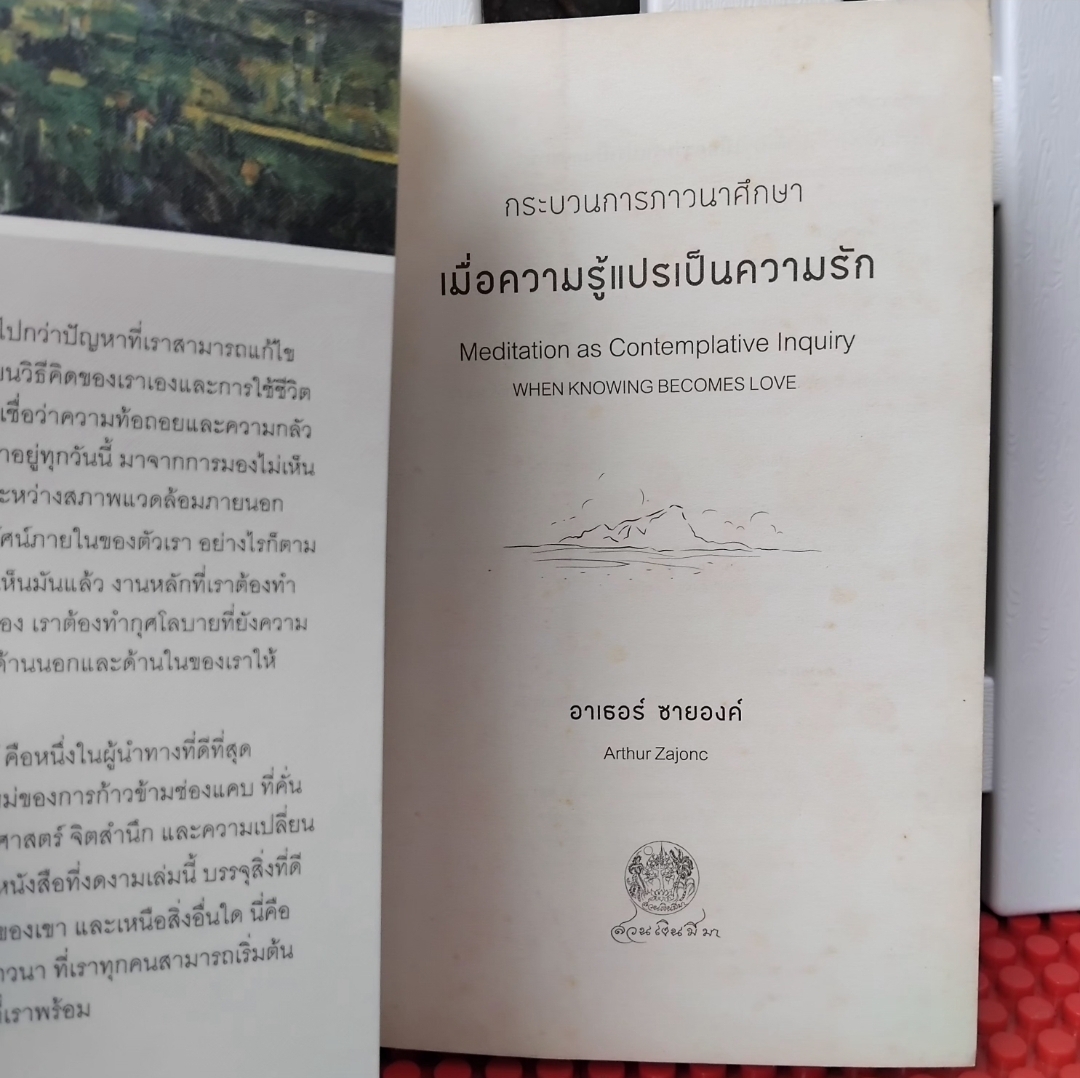 ไปกว่าปัญหาที่เราสามารถแก้ไข
นวิธีคิดของเราเองและการใช้ชีวิต
เชื่อว่าความท้อถอยและความกลัว
อยู่ทุกวันนี้ มาจากการมองไม่เห็น
ะหว่างสภาพแวดล้อมภายนอก
ศน์ภายในของตัวเรา อย่างไรก็ตาม
ห็นมันแล้ว งานหลักที่เราต้องทำ
อง เราต้องทำกุศโลบายที่ยังความ
ด้านนอกและด้านในของเราให้
คือหนึ่งในผู้นำทางที่ดีที่สุด
ม่ของการก้าวข้ามช่องแคบ ที่คั่น
ศาสตร์ จิตสำนึก และความเปลี่ยน
หนังสือที่งดงามเล่มนี้ บรรจุสิ่งที่ดี
ของเขา และเหนือสิ่งอื่นใด นี่คือ
าวนา ที่เราทุกคนสามารถเริ่มต้น
ี่เราพร้อม
กระบวนการภาวนาศึกษา
เมื่อความรู้แปรเป็นความรัก
Meditation as Contemplative Inquiry
WHEN KNOWING BECOMES LOVE
อาเธอร์ ซายองค์
Arthur Zajonc
สวนเงินมีมา